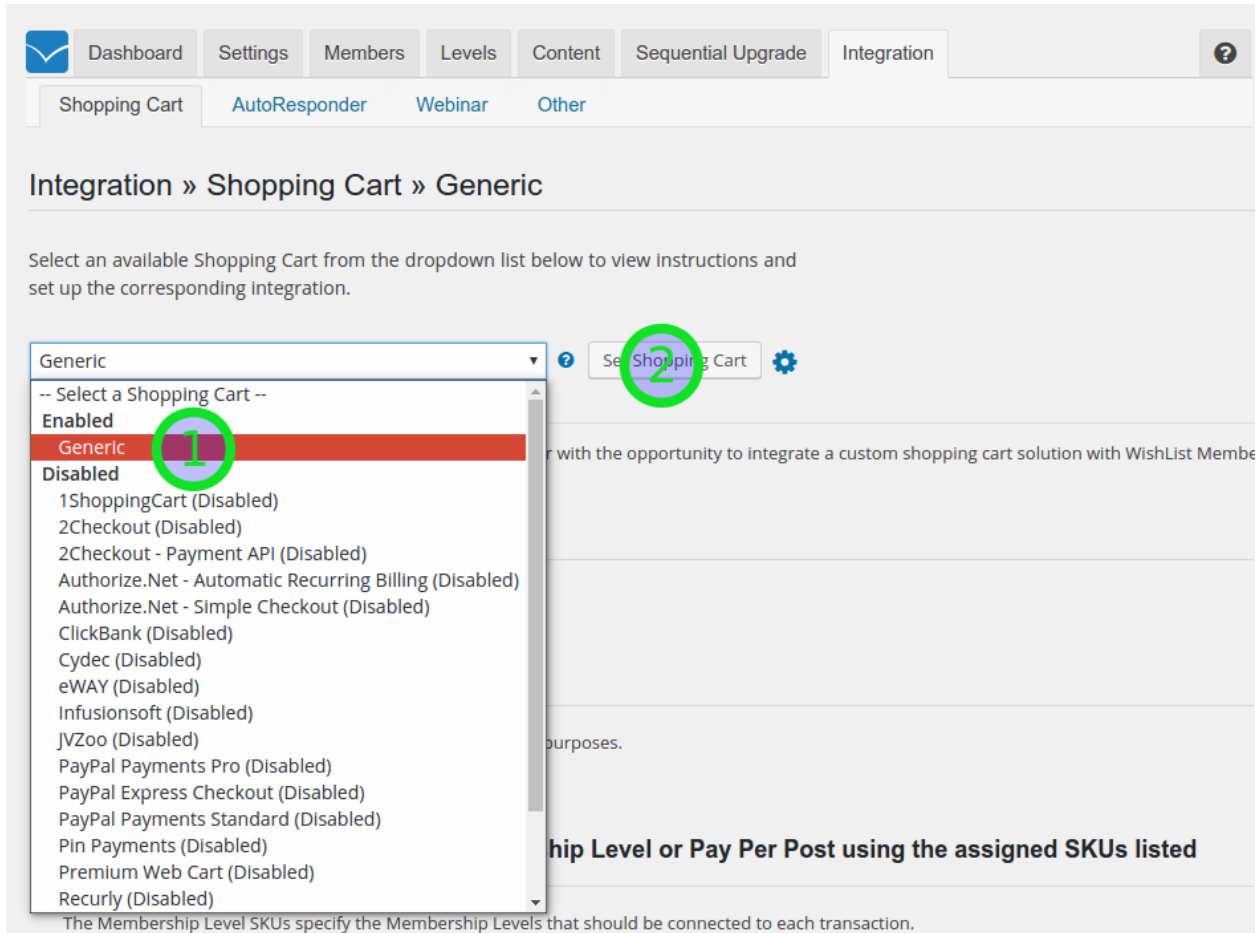 Dashboard Settings Members Levels Content Sequential Upgrade Integration ?
Shopping Cart AutoResponder Webinar Other
Integration » Shopping Cart » Generic
Select an available Shopping Cart from the dropdown list below to view instructions and
set up the corresponding integration.
Generic ? Shopping Cart
2
-- Select a Shopping Cart --
Enabled
Generic
1
with the opportunity to integrate a custom shopping cart solution with WishList
Disabled
1ShoppingCart (Disabled)
2Checkout (Disabled)
2Checkout - Payment API (Disabled)
Authorize.Net - Automatic Recurring Billing (Disabled)
Authorize.Net - Simple Checkout (Disabled)
ClickBank (Disabled)
Cydec (Disabled)
eWAY (Disabled)
Infusionsoft (Disabled)
JVZoo (Disabled)
purposes.
PayPal Payments Pro (Disabled)
PayPal Express Checkout (Disabled)
PayPal Payments Standard (Disabled)
Pin Payments (Disabled)
hip Level or Pay Per Post using the assigned SKUs listed
Premium Web Cart (Disabled)
Recurly (Disabled)
The Membership Level SKUs specify the Membership Levels that should be connected to each transaction.